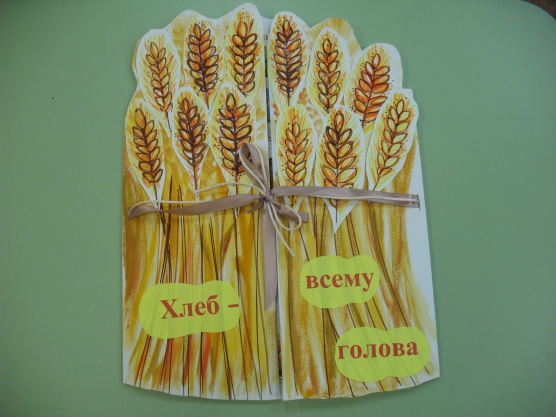 Хлеб –
всему
голова